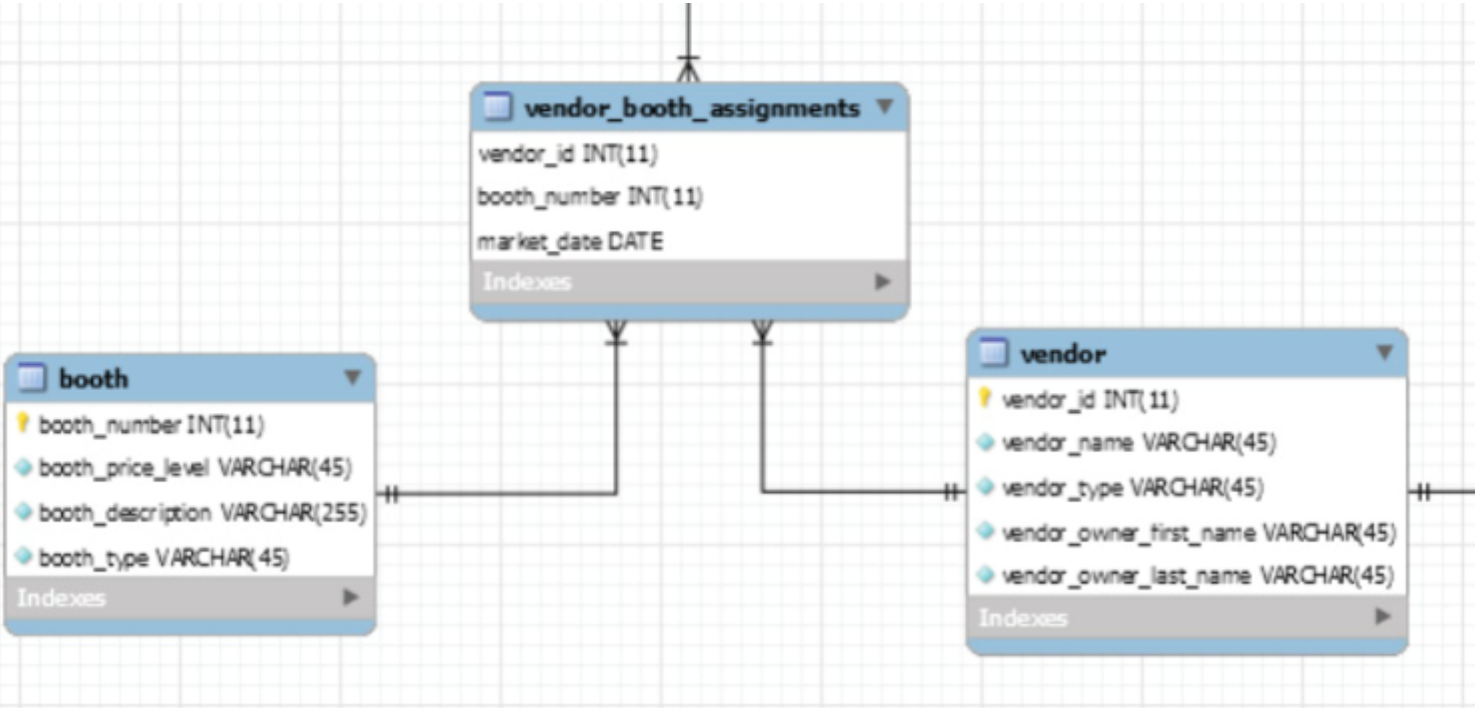 vendor_booth_assignments
vendor_id INT(11)
booth_number INT(11)
market_date DATE
Indexes
booth
booth_number INT(11)
booth_price_level VARCHAR(45)
booth_description VARCHAR(255)
booth_type VARCHAR(45)
Indexes
vendor
vendor_id INT(11)
vendor_name VARCHAR(45)
vendor_type VARCHAR(45)
vendor_owner_first_name VARCHAR(45)
vendor_owner_last_name VARCHAR(45)
Indexes